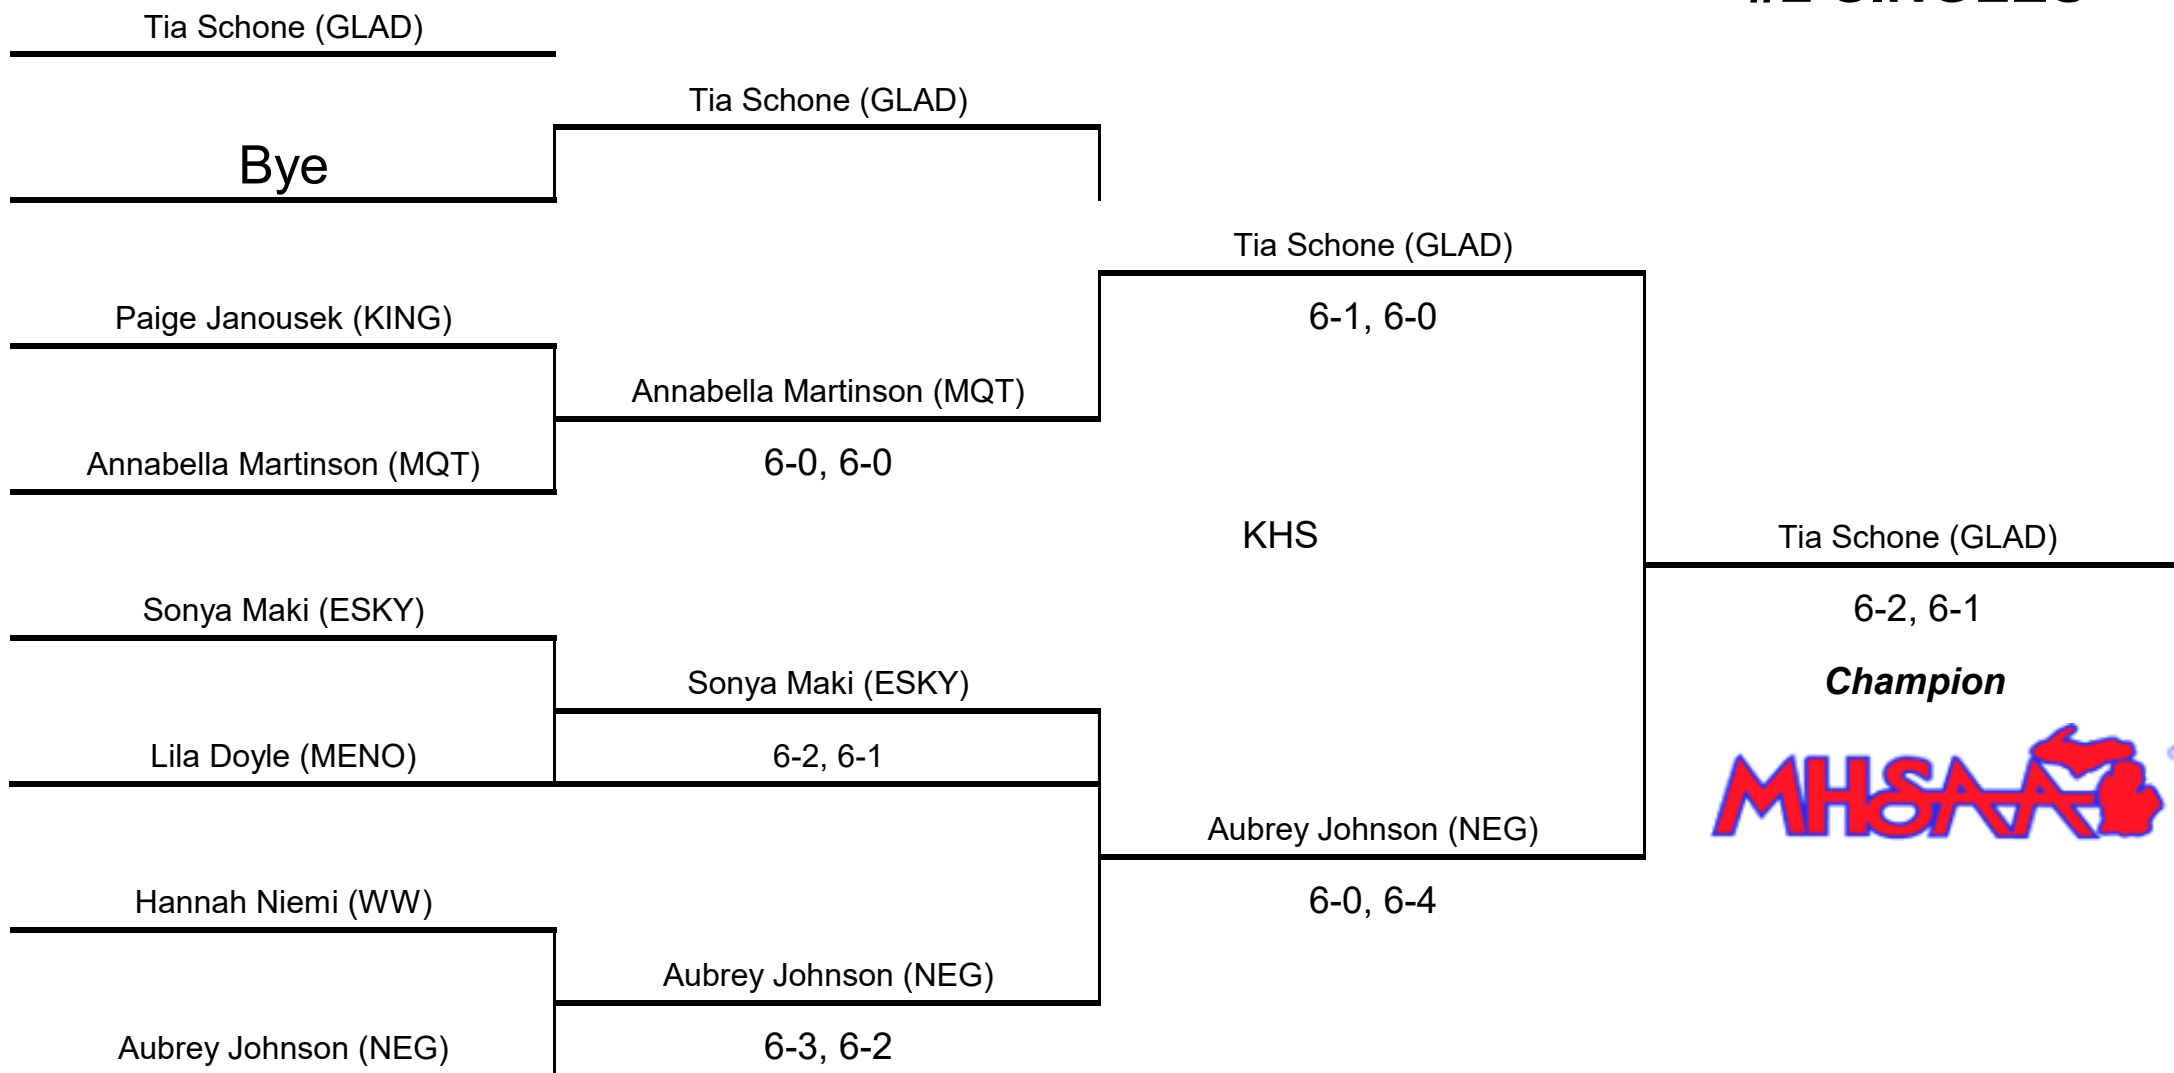 Tia Schone (GLAD)
Tia Schone (GLAD)
Bye
Tia Schone (GLAD)
Paige Janousek (KING)
6-1, 6-0
Annabella Martinson (MQT)
Annabella Martinson (MQT)
6-0, 6-0
KHS
Tia Schone (GLAD)
Sonya Maki (ESKY)
6-2, 6-1
Sonya Maki (ESKY)
Champion
Lila Doyle (MENO)
6-2, 6-1
MHSAA
Aubrey Johnson (NEG)
Hannah Niemi (WW)
6-0, 6-4
Aubrey Johnson (NEG)
Aubrey Johnson (NEG)
6-3, 6-2